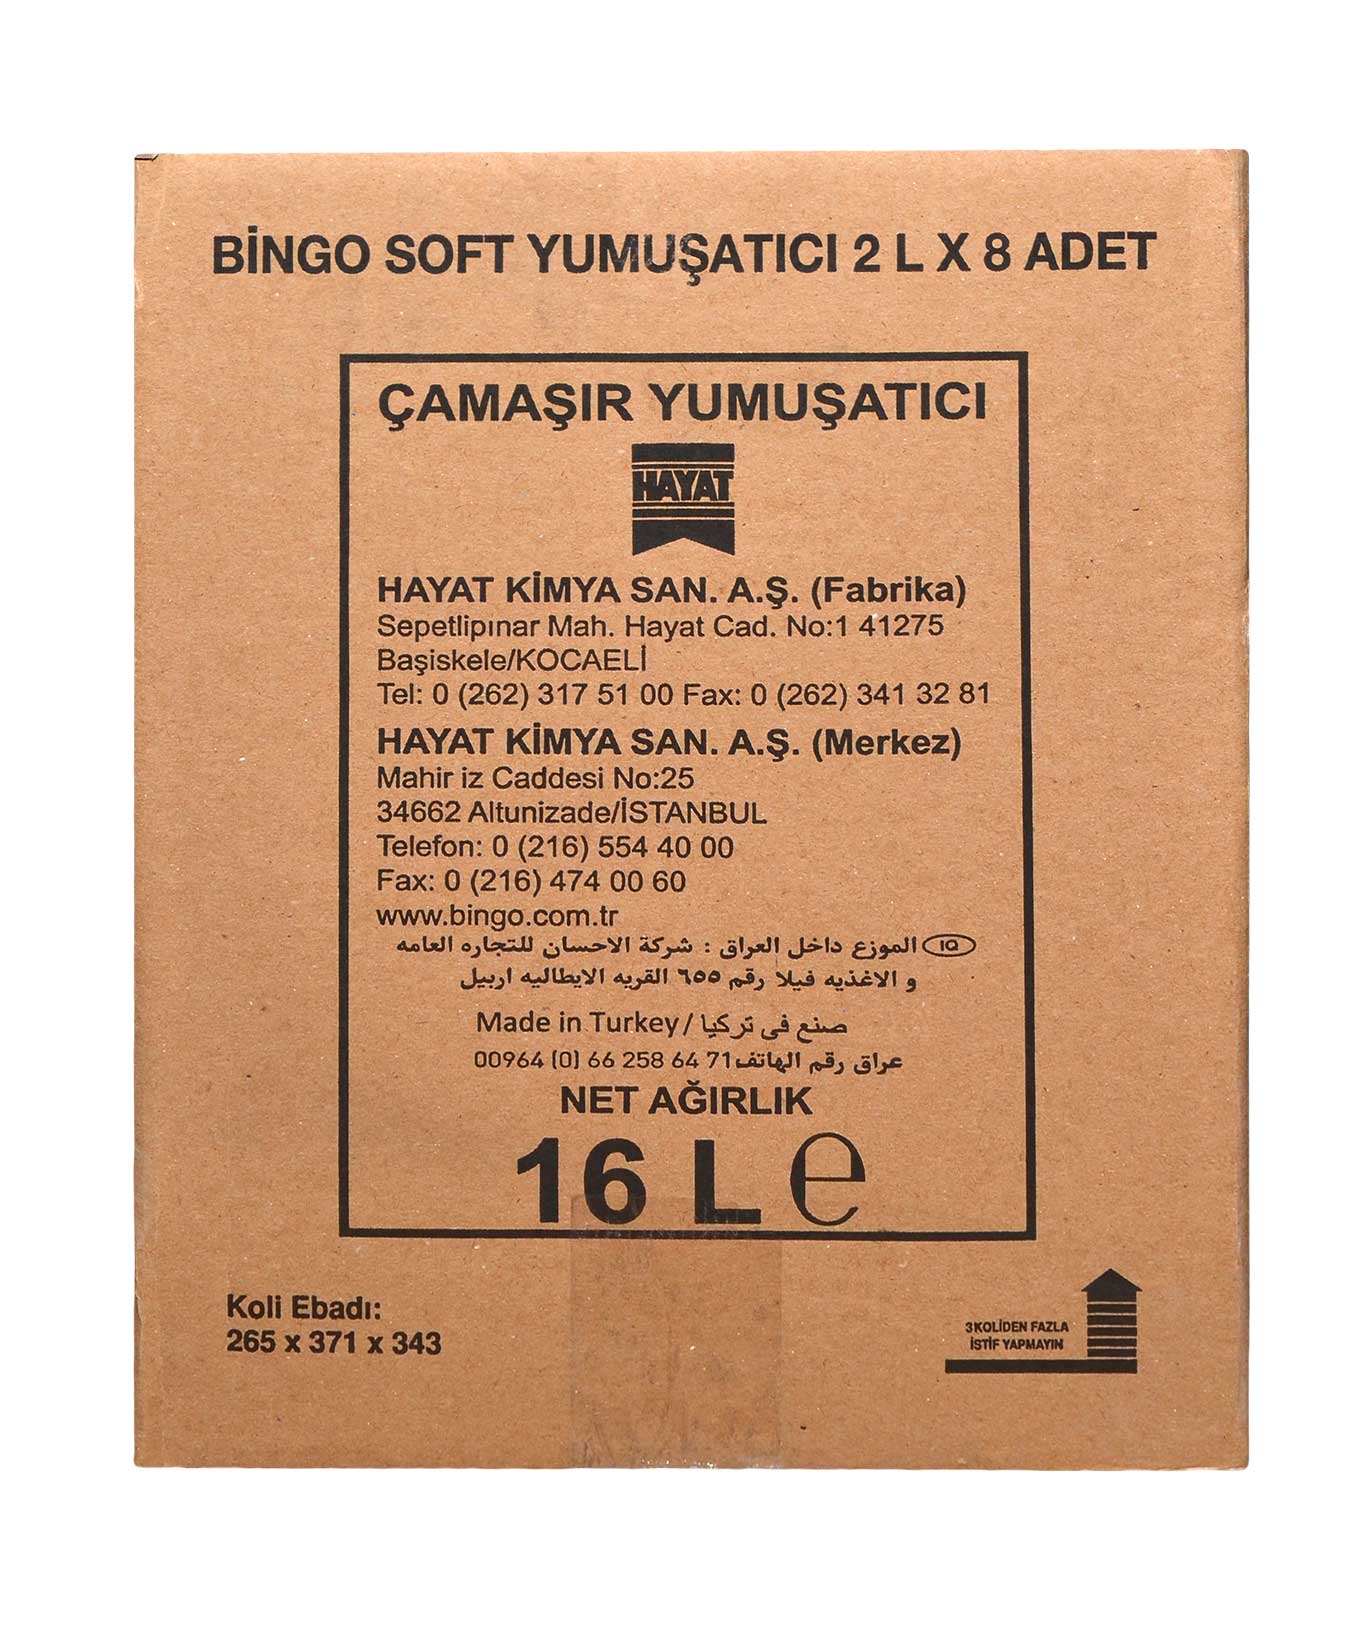 BİNGO SOFT YUMUŞATICI 2 L X 8 ADET
ÇAMAŞIR YUMUŞATICI
HAYAT
HAYAT KİMYA SAN. A.Ş. (Fabrika)
Sepetlipınar Mah. Hayat Cad. No:1 41275
Başiskele/KOCAELİ
Tel: 0 (262) 317 51 00 Fax: 0 (262) 341 32 81
HAYAT KİMYA SAN. A.Ş. (Merkez)
Mahir iz Caddesi No:25
34662 Altunizade/İSTANBUL
Telefon: 0 (216) 554 40 00
Fax: 0 (216) 474 00 60
www.bingo.com.tr
IQ الموزع داخل العراق : شركة الاحسان للتجاره العامه
و الاغذيه فيلا رقم ٦٥٥ القريه الايطاليه اربيل
Made in Turkey / صنع في تركيا
عراق رقم الهاتف 00964 (0) 66 258 64 71
NET AĞIRLIK
16 L e
Koli Ebadı:
265 x 371 x 343
3 KOLİDEN FAZLA
İSTİF YAPMAYIN